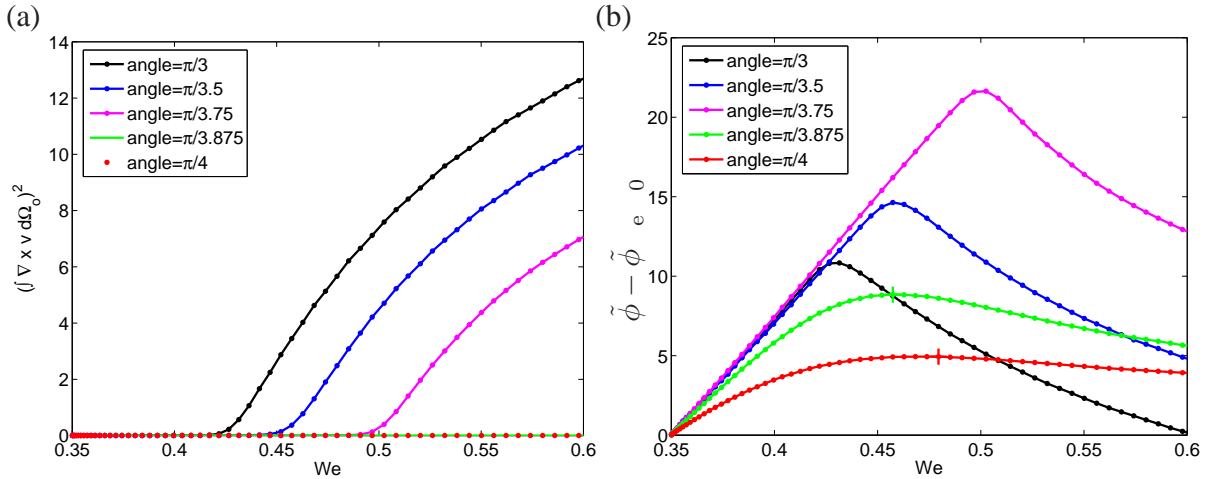 (a)
14
12
10
8
6
4
2
0
(∫ ∇ x v dΩ₀)²
angle=π/3
angle=π/3.5
angle=π/3.75
angle=π/3.875
angle=π/4
0.35 0.4 0.45 0.5 0.55 0.6
We
(b)
25
20
15
10
5
0
ϕ̃ − ϕ̃ e 0
angle=π/3
angle=π/3.5
angle=π/3.75
angle=π/3.875
angle=π/4
0.35 0.4 0.45 0.5 0.55 0.6
We